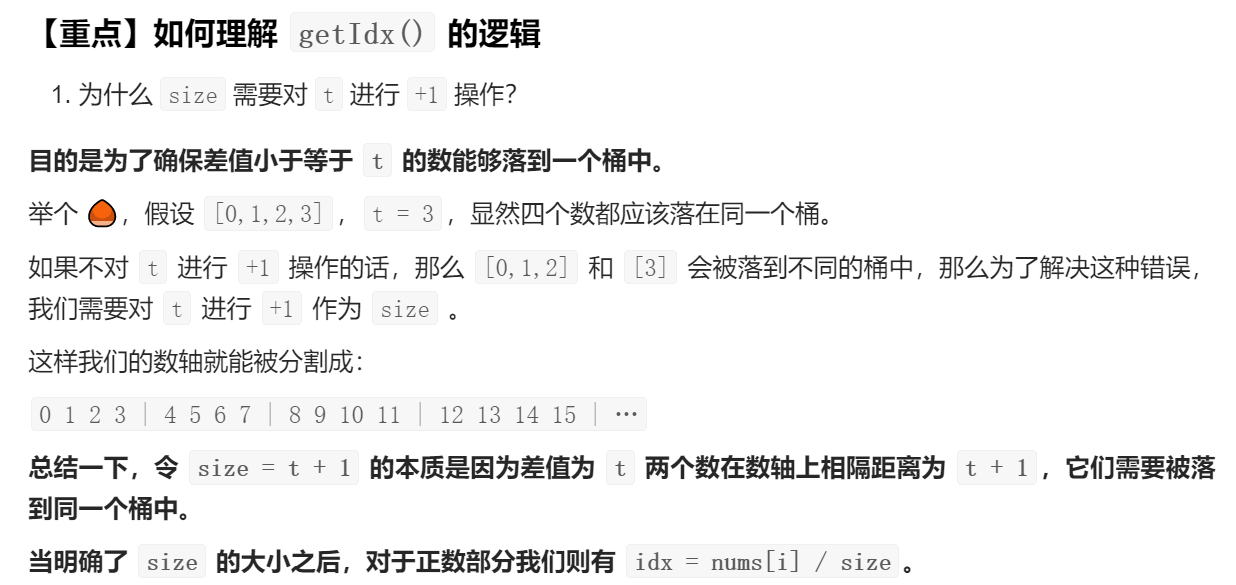 【重点】如何理解 getIdx() 的逻辑
1. 为什么 size 需要对 t 进行 +1 操作？
目的是为了确保差值小于等于 t 的数能够落到一个桶中。
举个 🌰，假设 [0,1,2,3]，t = 3，显然四个数都应该落在同一个桶。
如果不对 t 进行 +1 操作的话，那么 [0,1,2] 和 [3] 会被落到不同的桶中，那么为了解决这种错误，
我们需要对 t 进行 +1 作为 size 。
这样我们的数轴就能被分割成：
0 1 2 3 | 4 5 6 7 | 8 9 10 11 | 12 13 14 15 | …
总结一下，令 size = t + 1 的本质是因为差值为 t 两个数在数轴上相隔距离为 t + 1，它们需要被落
到同一个桶中。
当明确了 size 的大小之后，对于正数部分我们则有 idx = nums[i] / size。